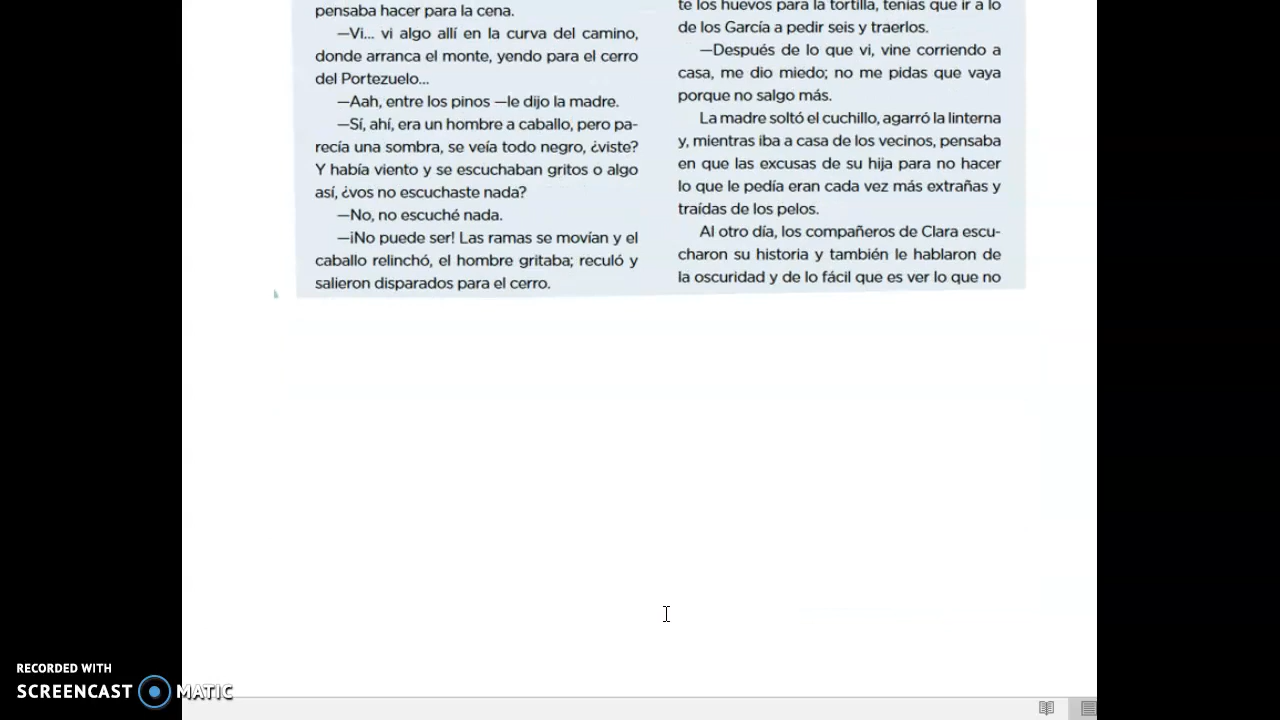 pensaba hacer para la cena.
—Vi... vi algo allí en la curva del camino,
donde arranca el monte, yendo para el cerro
del Portezuelo...
—Aah, entre los pinos —le dijo la madre.
—Sí, ahí, era un hombre a caballo, pero pa-
recía una sombra, se veía todo negro, ¿viste?
Y había viento y se escuchaban gritos o algo
así, ¿vos no escuchaste nada?
—No, no escuché nada.
—¡No puede ser! Las ramas se movían y el
caballo relinchó, el hombre gritaba; reculó y
salieron disparados para el cerro.
te los huevos para la tortilla, tenías que ir a lo
de los García a pedir seis y traerlos.
—Después de lo que vi, vine corriendo a
casa, me dio miedo; no me pidas que vaya
porque no salgo más.
La madre soltó el cuchillo, agarró la linterna
y, mientras iba a casa de los vecinos, pensaba
en que las excusas de su hija para no hacer
lo que le pedía eran cada vez más extrañas y
traídas de los pelos.
Al otro día, los compañeros de Clara escu-
charon su historia y también le hablaron de
la oscuridad y de lo fácil que es ver lo que no
RECORDED WITH
SCREENCAST MATIC